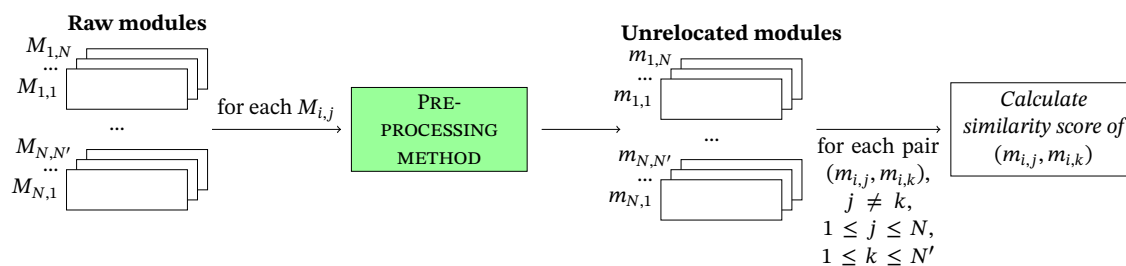 Raw modules
M1,N
...
M1,1
...
MN,N′
...
MN,1
for each Mi,j
PRE-
PROCESSING
METHOD
Unrelocated modules
m1,N
...
m1,1
...
mN,N′
...
mN,1
for each pair
(mi,j, mi,k),
j ≠ k,
1 ≤ j ≤ N,
1 ≤ k ≤ N′
Calculate
similarity score of
(mi,j, mi,k)